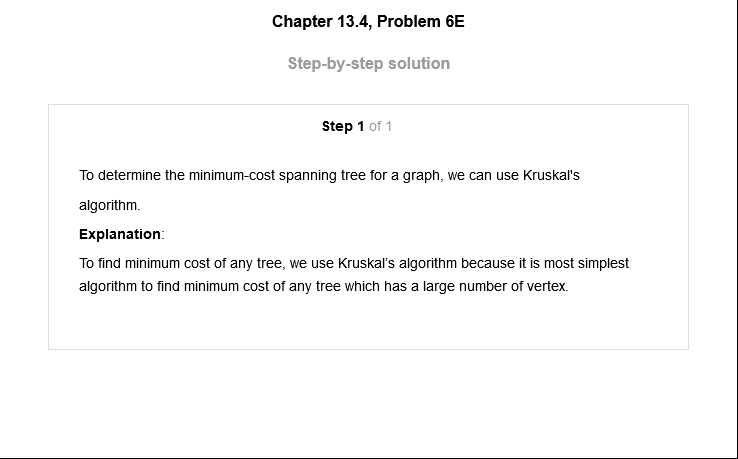 Chapter 13.4, Problem 6E
Step-by-step solution
Step 1 of 1
To determine the minimum-cost spanning tree for a graph, we can use Kruskal's
algorithm.
Explanation:
To find minimum cost of any tree, we use Kruskal's algorithm because it is most simplest
algorithm to find minimum cost of any tree which has a large number of vertex.